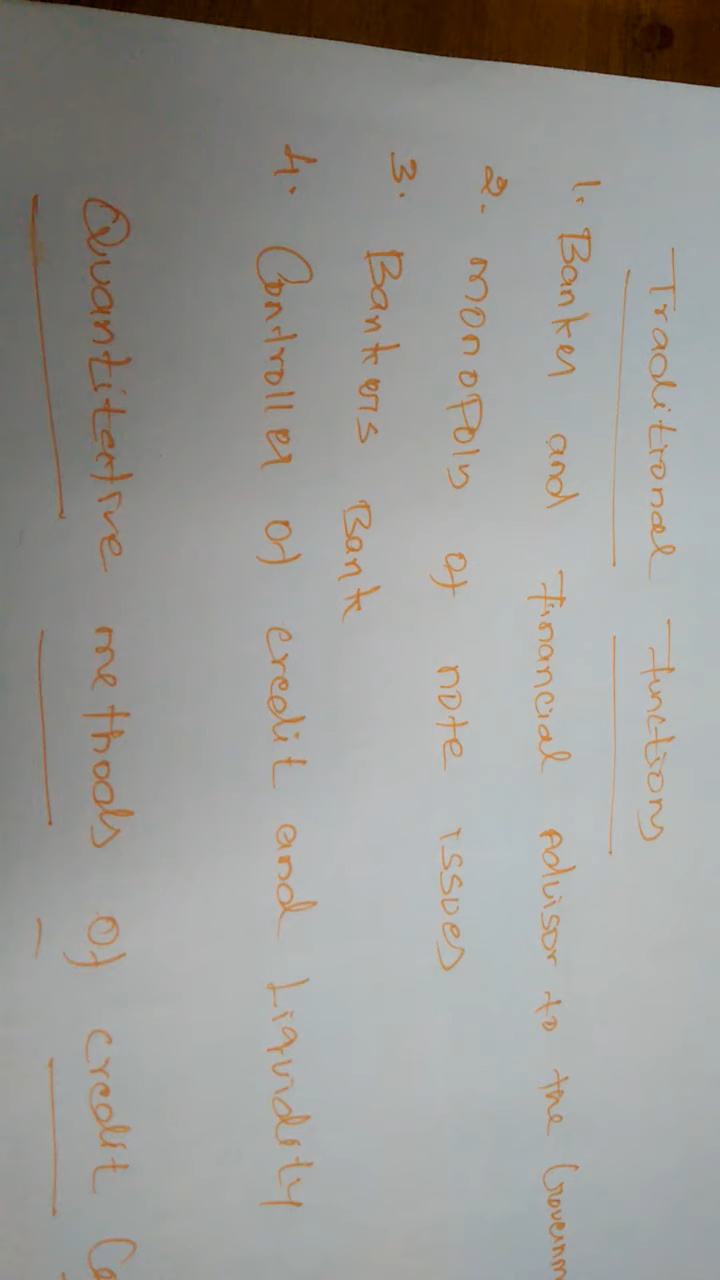 Traditional Functions
1. Banker and Financial Advisor to the Governm
2. monopoly of note issues
3. Bankers Bank
4. Controller of credit and Liquidity
Quantitative methods of credit